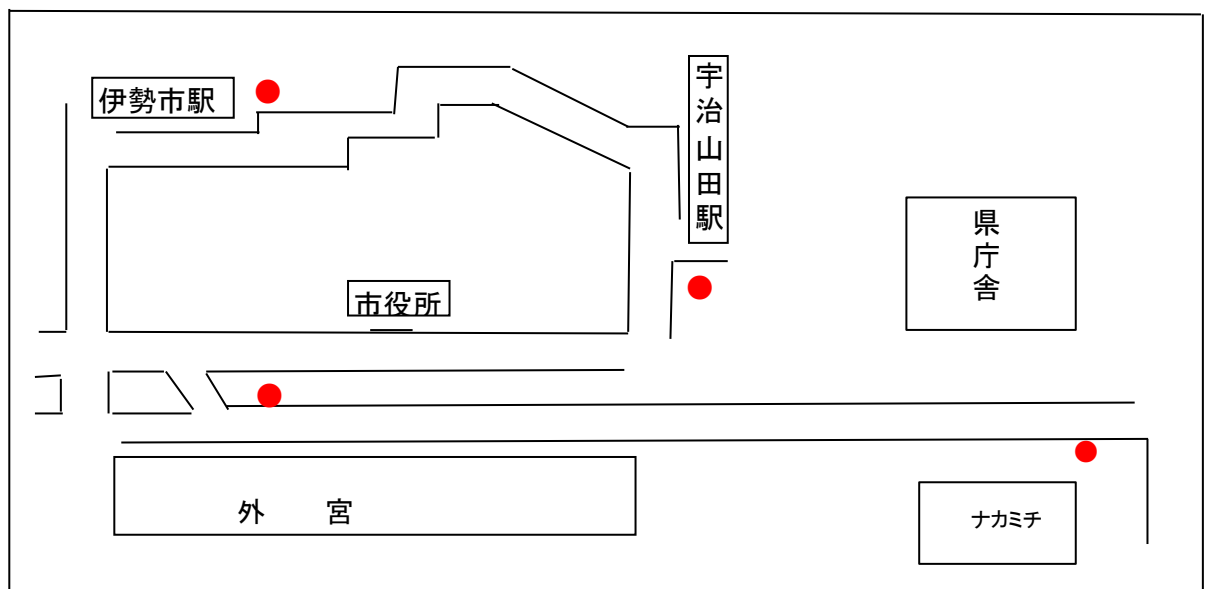 伊勢市駅
宇治山田駅
県庁舎
市役所
外 宮
ナカミチ